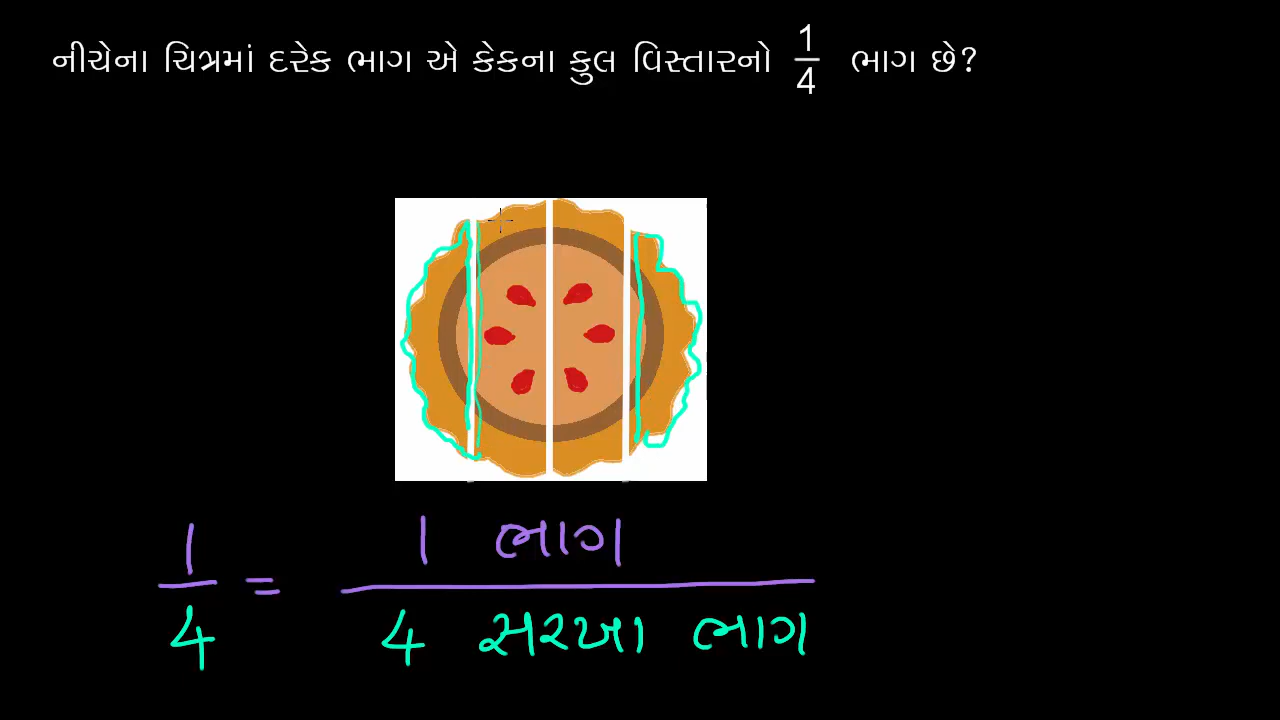 નીચેના ચિત્રમાં દરેક ભાગ એ કેકના કુલ વિસ્તારનો 1/4 ભાગ છે?
1/4 = 1 ભાગ / 4 સરખા ભાગ